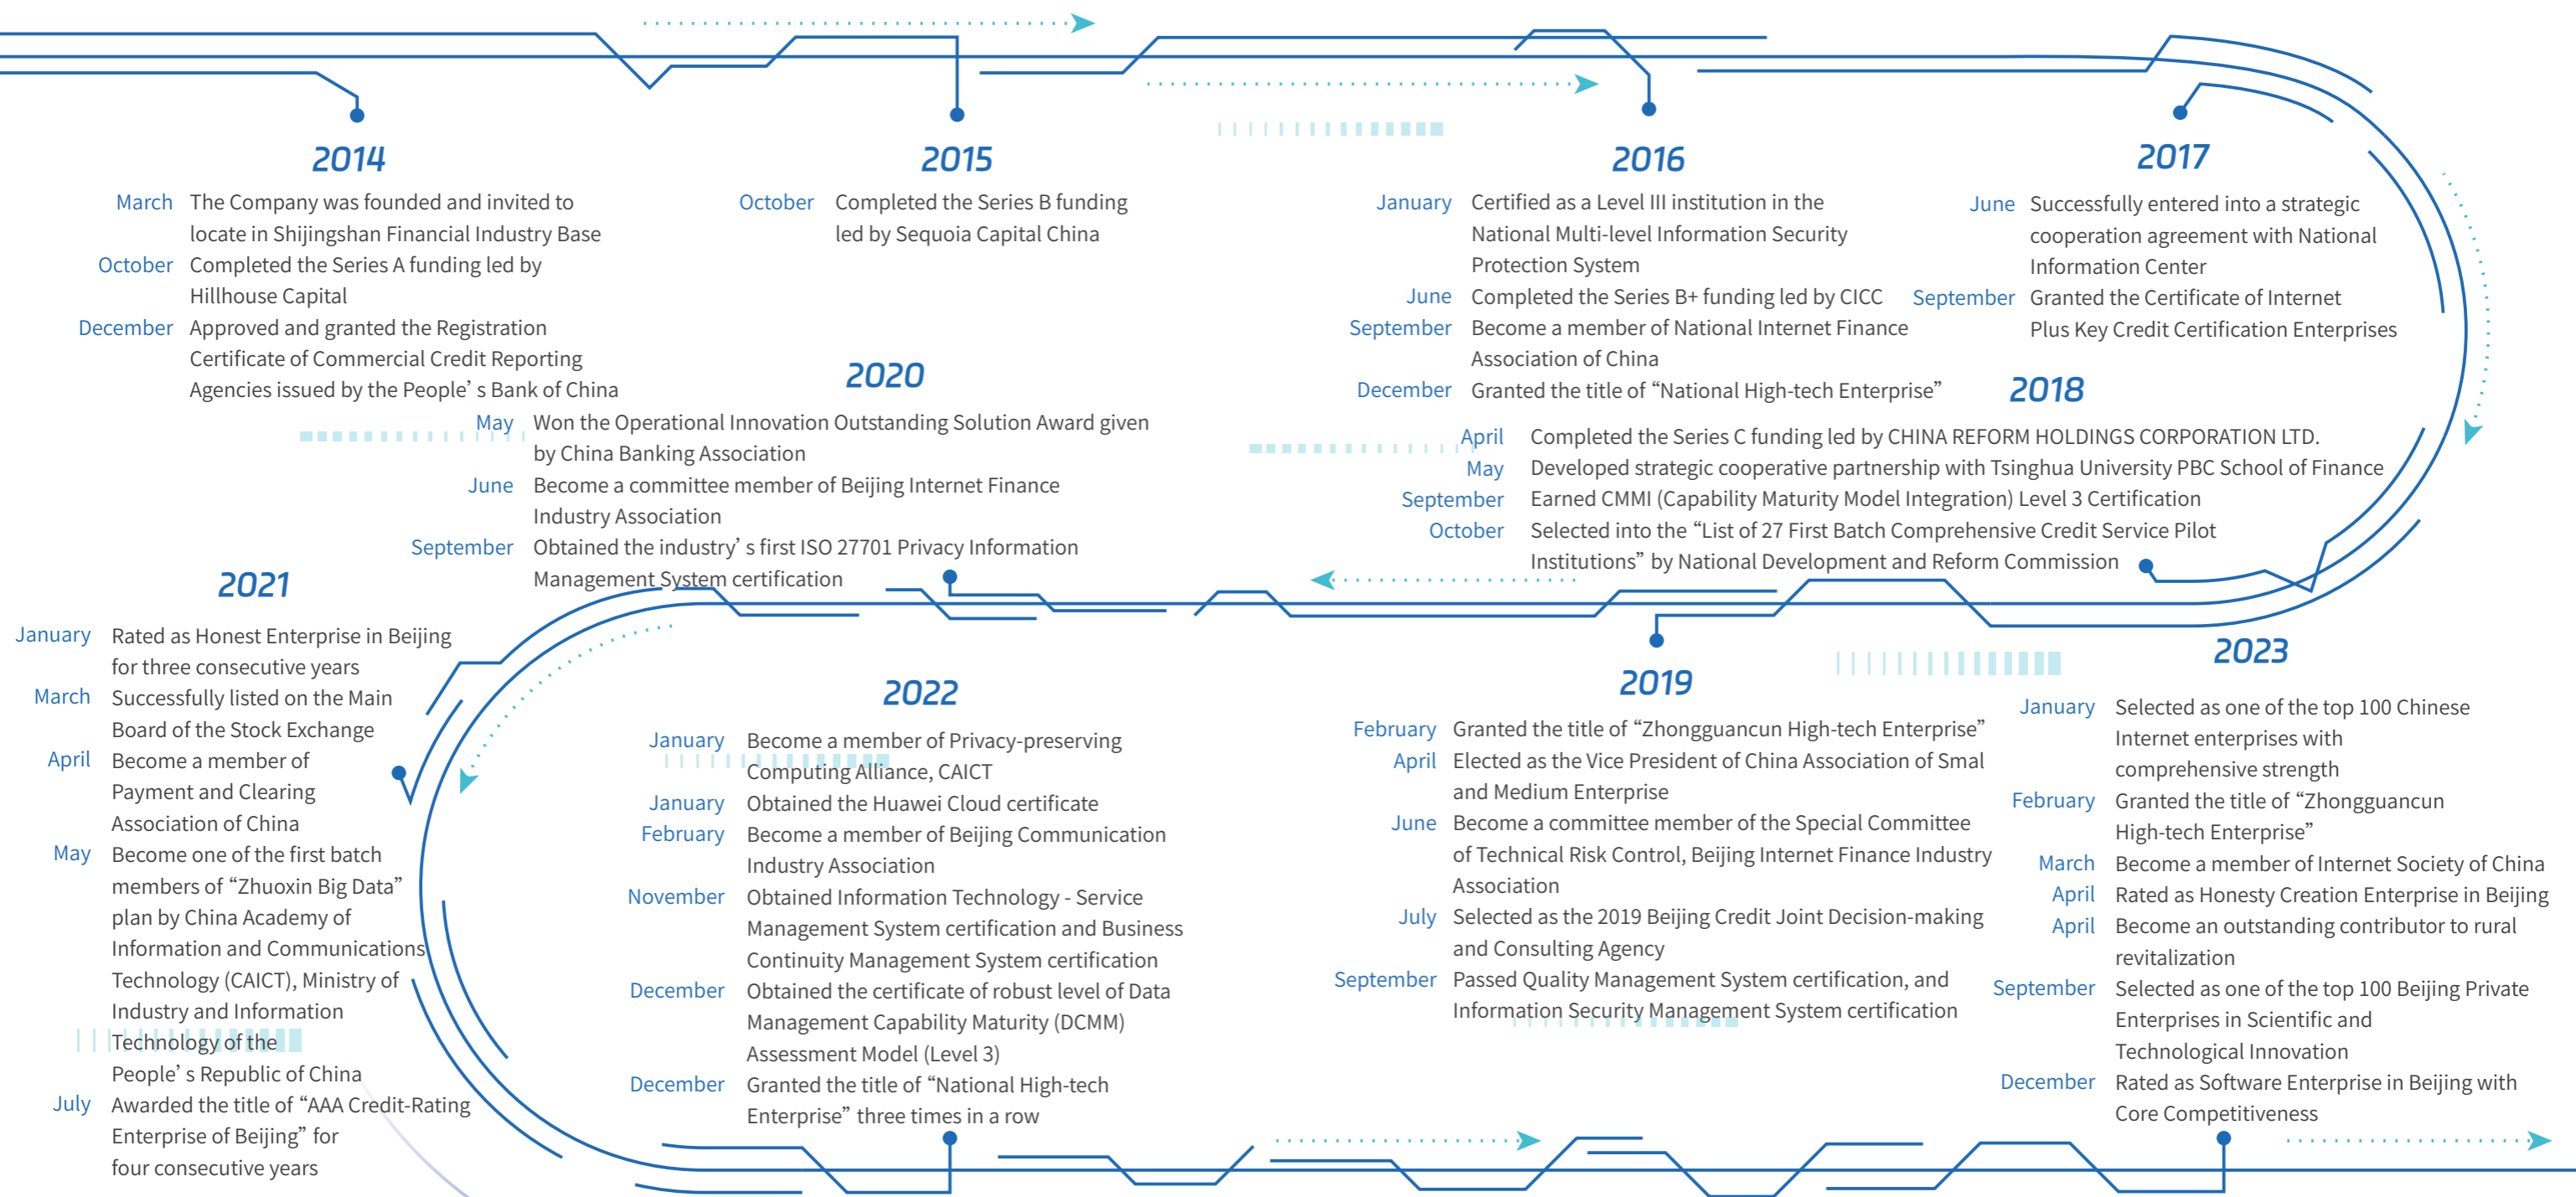 2014
March The Company was founded and invited to
locate in Shijingshan Financial Industry Base
October Completed the Series A funding led by
Hillhouse Capital
December Approved and granted the Registration
Certificate of Commercial Credit Reporting
Agencies issued by the People’s Bank of China
2015
October Completed the Series B funding
led by Sequoia Capital China
2016
January Certified as a Level III institution in the
National Multi-level Information Security
Protection System
June Completed the Series B+ funding led by CICC
September Become a member of National Internet Finance
Association of China
December Granted the title of “National High-tech Enterprise”
2017
June Successfully entered into a strategic
cooperation agreement with National
Information Center
September Granted the Certificate of Internet
Plus Key Credit Certification Enterprises
2018
April Completed the Series C funding led by CHINA REFORM HOLDINGS CORPORATION LTD.
May Developed strategic cooperative partnership with Tsinghua University PBC School of Finance
September Earned CMMI (Capability Maturity Model Integration) Level 3 Certification
October Selected into the “List of 27 First Batch Comprehensive Credit Service Pilot
Institutions” by National Development and Reform Commission
2019
February Granted the title of “Zhongguancun High-tech Enterprise”
April Elected as the Vice President of China Association of Smal
and Medium Enterprise
June Become a committee member of the Special Committee
of Technical Risk Control, Beijing Internet Finance Industry
Association
July Selected as the 2019 Beijing Credit Joint Decision-making
and Consulting Agency
September Passed Quality Management System certification, and
Information Security Management System certification
2020
May Won the Operational Innovation Outstanding Solution Award given
by China Banking Association
June Become a committee member of Beijing Internet Finance
Industry Association
September Obtained the industry’s first ISO 27701 Privacy Information
Management System certification
2021
January Rated as Honest Enterprise in Beijing
for three consecutive years
March Successfully listed on the Main
Board of the Stock Exchange
April Become a member of
Payment and Clearing
Association of China
May Become one of the first batch
members of “Zhuoxin Big Data”
plan by China Academy of
Information and Communications
Technology (CAICT), Ministry of
Industry and Information
Technology of the
People’s Republic of China
July Awarded the title of “AAA Credit-Rating
Enterprise of Beijing” for
four consecutive years
2022
January Become a member of Privacy-preserving
Computing Alliance, CAICT
January Obtained the Huawei Cloud certificate
February Become a member of Beijing Communication
Industry Association
November Obtained Information Technology - Service
Management System certification and Business
Continuity Management System certification
December Obtained the certificate of robust level of Data
Management Capability Maturity (DCMM)
Assessment Model (Level 3)
December Granted the title of “National High-tech
Enterprise” three times in a row
2023
January Selected as one of the top 100 Chinese
Internet enterprises with
comprehensive strength
February Granted the title of “Zhongguancun
High-tech Enterprise”
March Become a member of Internet Society of China
April Rated as Honesty Creation Enterprise in Beijing
April Become an outstanding contributor to rural
revitalization
September Selected as one of the top 100 Beijing Private
Enterprises in Scientific and
Technological Innovation
December Rated as Software Enterprise in Beijing with
Core Competitiveness